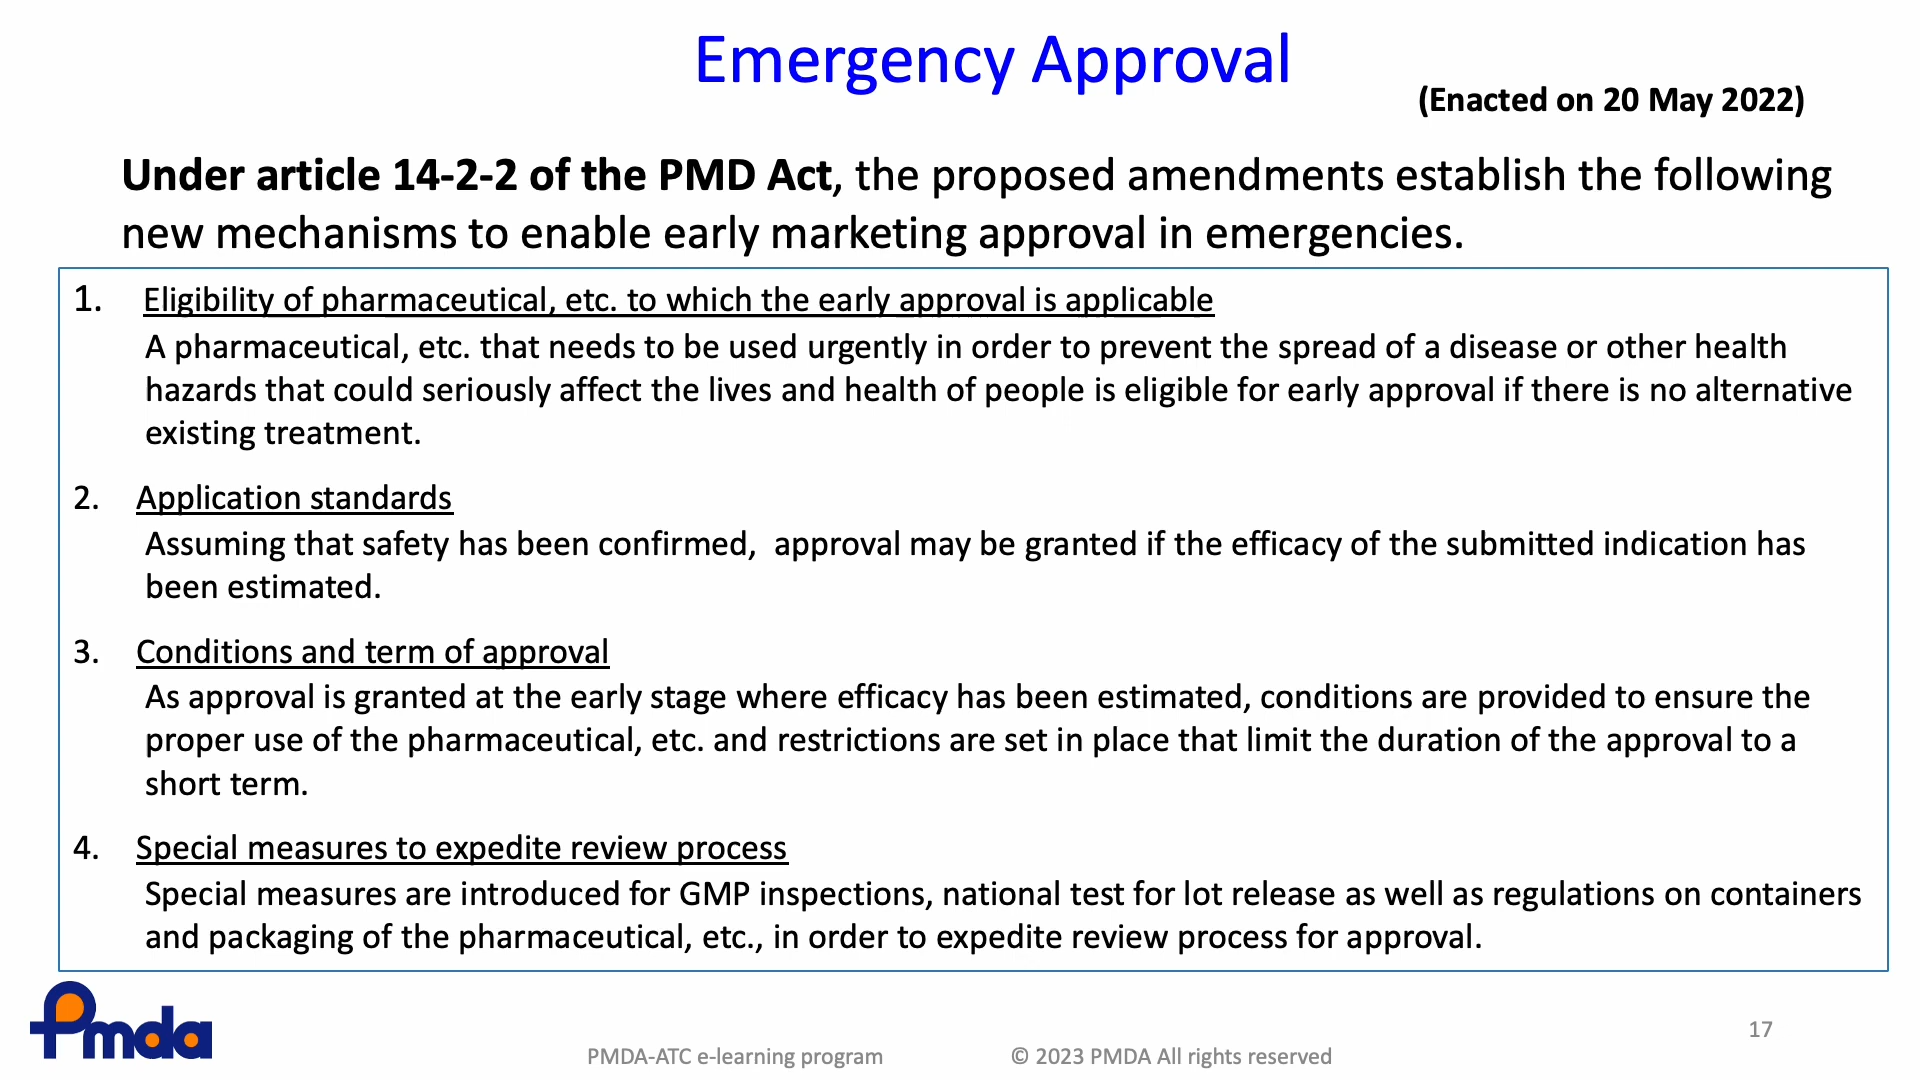 Emergency Approval
(Enacted on 20 May 2022)
Under article 14-2-2 of the PMD Act, the proposed amendments establish the following
new mechanisms to enable early marketing approval in emergencies.
1. Eligibility of pharmaceutical, etc. to which the early approval is applicable
A pharmaceutical, etc. that needs to be used urgently in order to prevent the spread of a disease or other health
hazards that could seriously affect the lives and health of people is eligible for early approval if there is no alternative
existing treatment.
2. Application standards
Assuming that safety has been confirmed,  approval may be granted if the efficacy of the submitted indication has
been estimated.
3. Conditions and term of approval
As approval is granted at the early stage where efficacy has been estimated, conditions are provided to ensure the
proper use of the pharmaceutical, etc. and restrictions are set in place that limit the duration of the approval to a
short term.
4. Special measures to expedite review process
Special measures are introduced for GMP inspections, national test for lot release as well as regulations on containers
and packaging of the pharmaceutical, etc., in order to expedite review process for approval.
Pmda
17
PMDA-ATC e-learning program
© 2023 PMDA All rights reserved